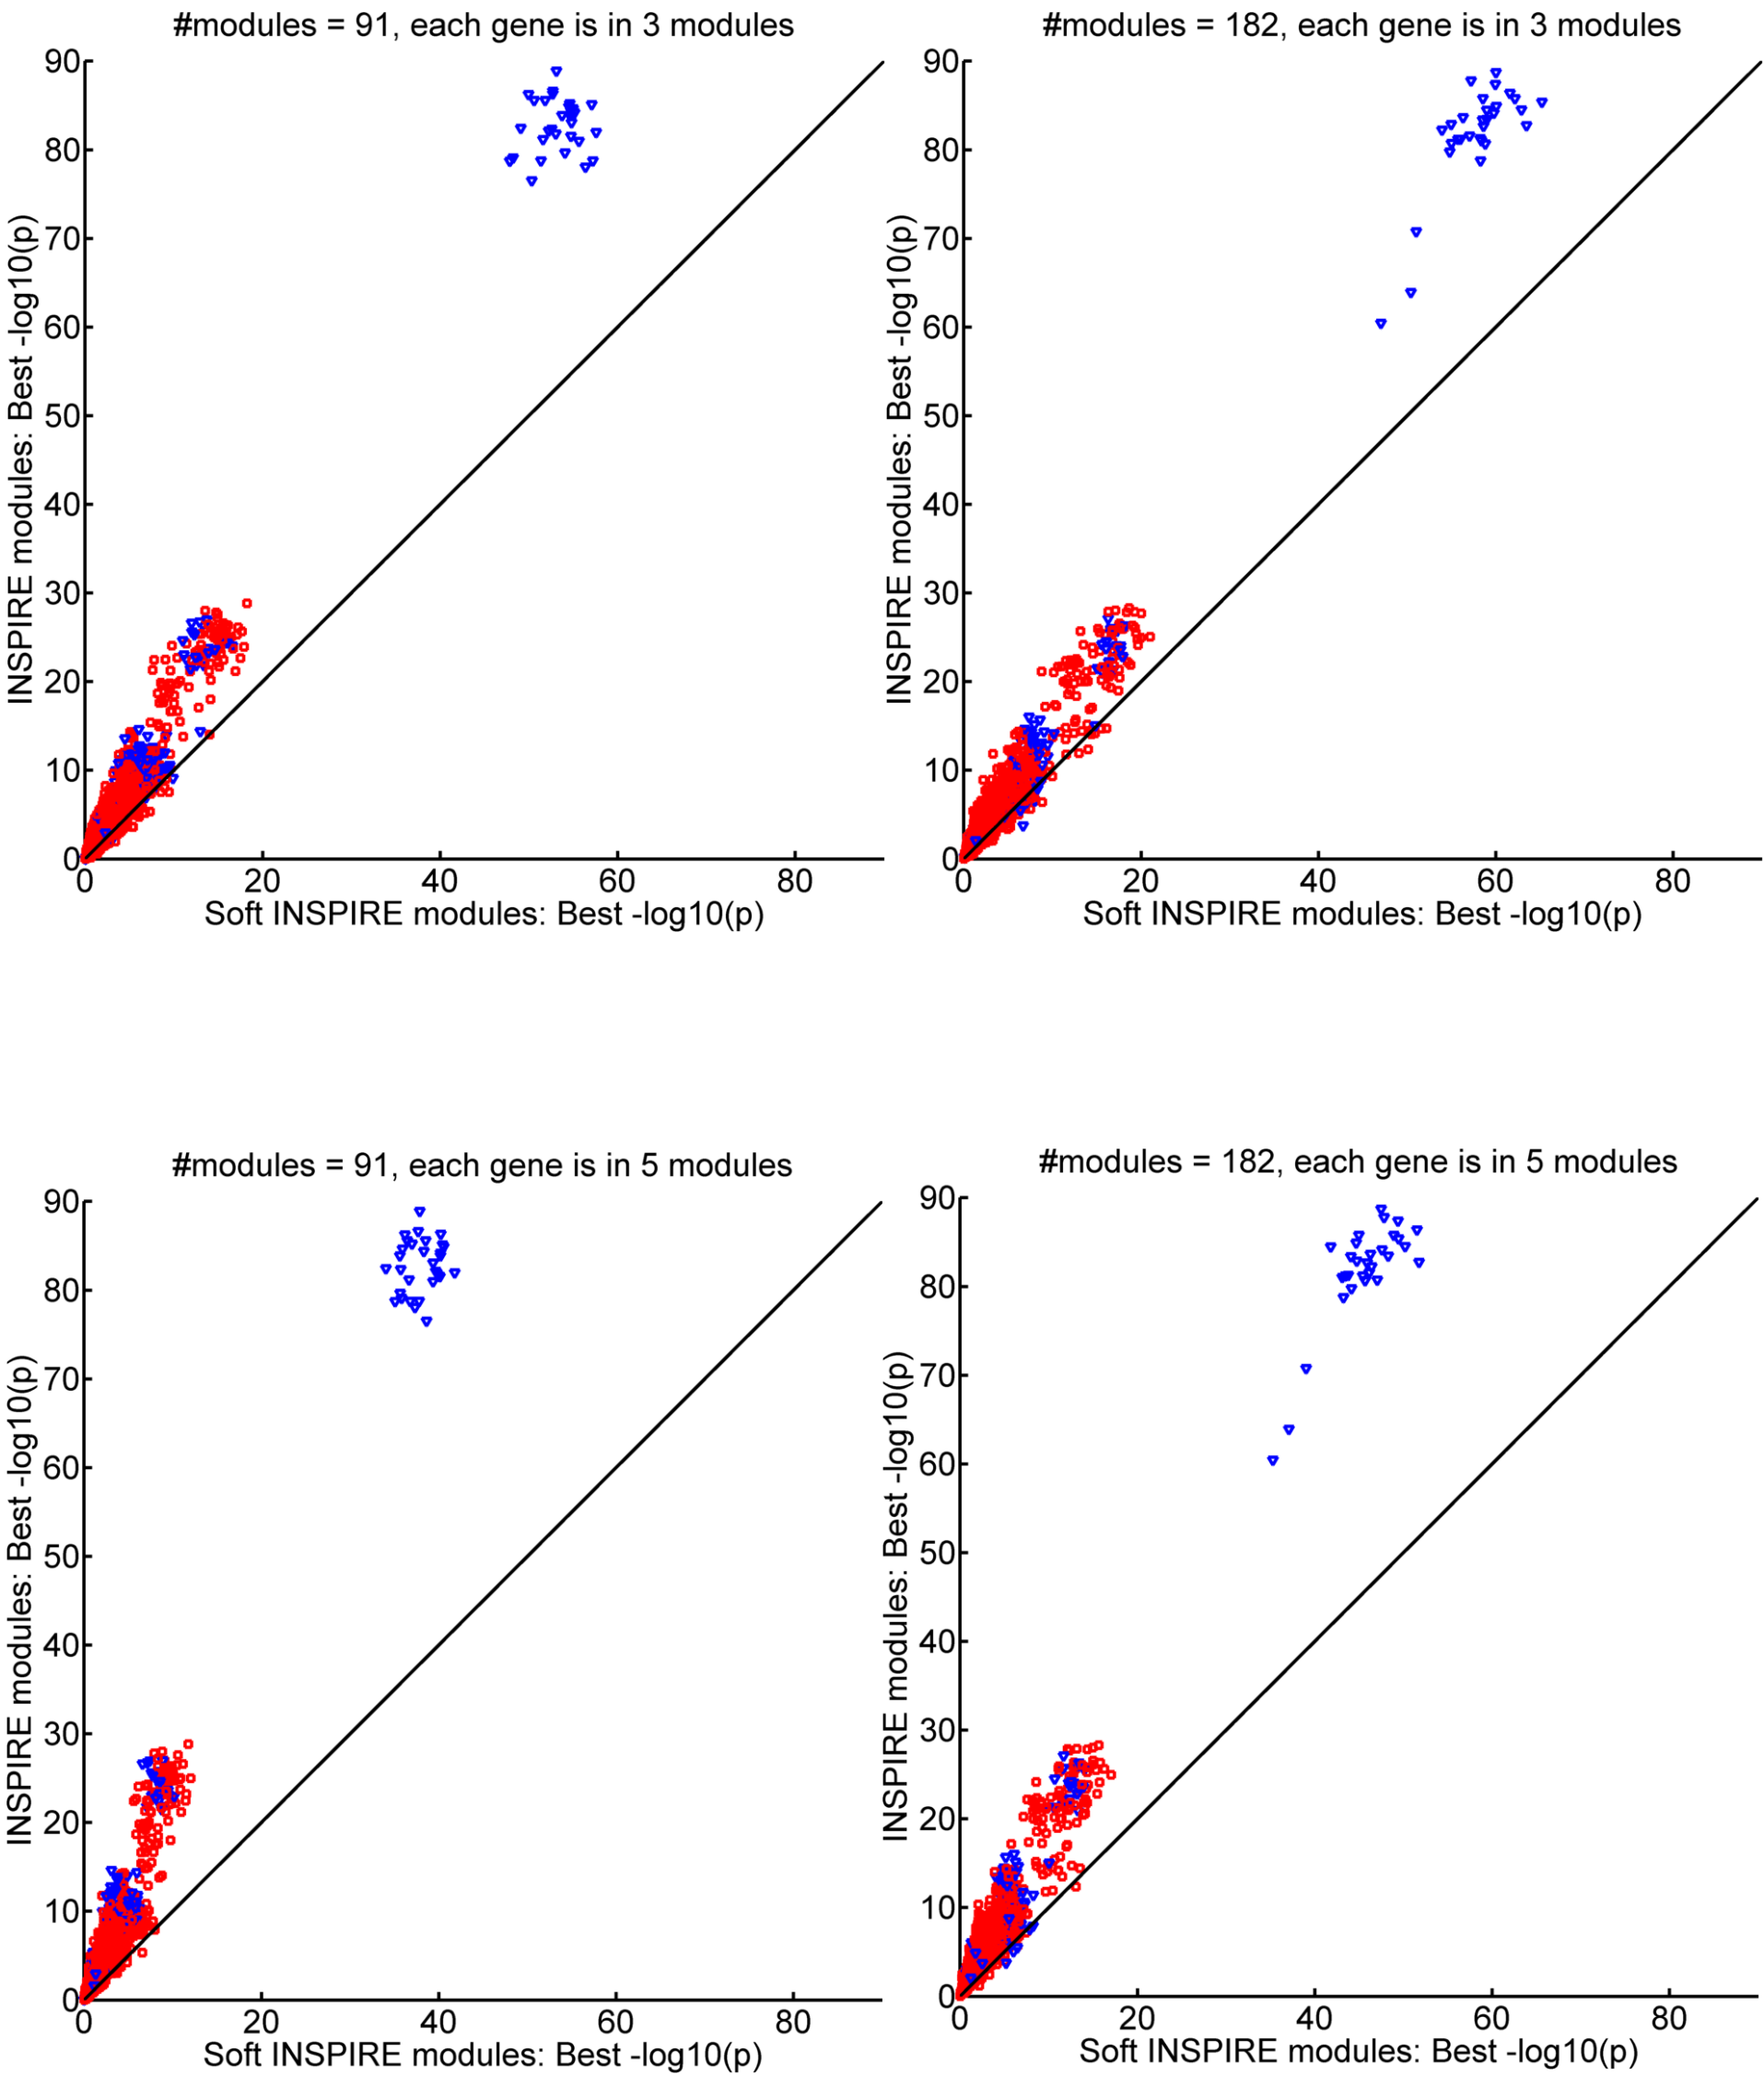 #modules = 91, each gene is in 3 modules
INSPIRE modules: Best -log10(p)
90
80
70
60
50
40
30
20
10
0
0 20 40 60 80
Soft INSPIRE modules: Best -log10(p)
#modules = 182, each gene is in 3 modules
INSPIRE modules: Best -log10(p)
90
80
70
60
50
40
30
20
10
0
0 20 40 60 80
Soft INSPIRE modules: Best -log10(p)
#modules = 91, each gene is in 5 modules
INSPIRE modules: Best -log10(p)
90
80
70
60
50
40
30
20
10
0
0 20 40 60 80
Soft INSPIRE modules: Best -log10(p)
#modules = 182, each gene is in 5 modules
INSPIRE modules: Best -log10(p)
90
80
70
60
50
40
30
20
10
0
0 20 40 60 80
Soft INSPIRE modules: Best -log10(p)